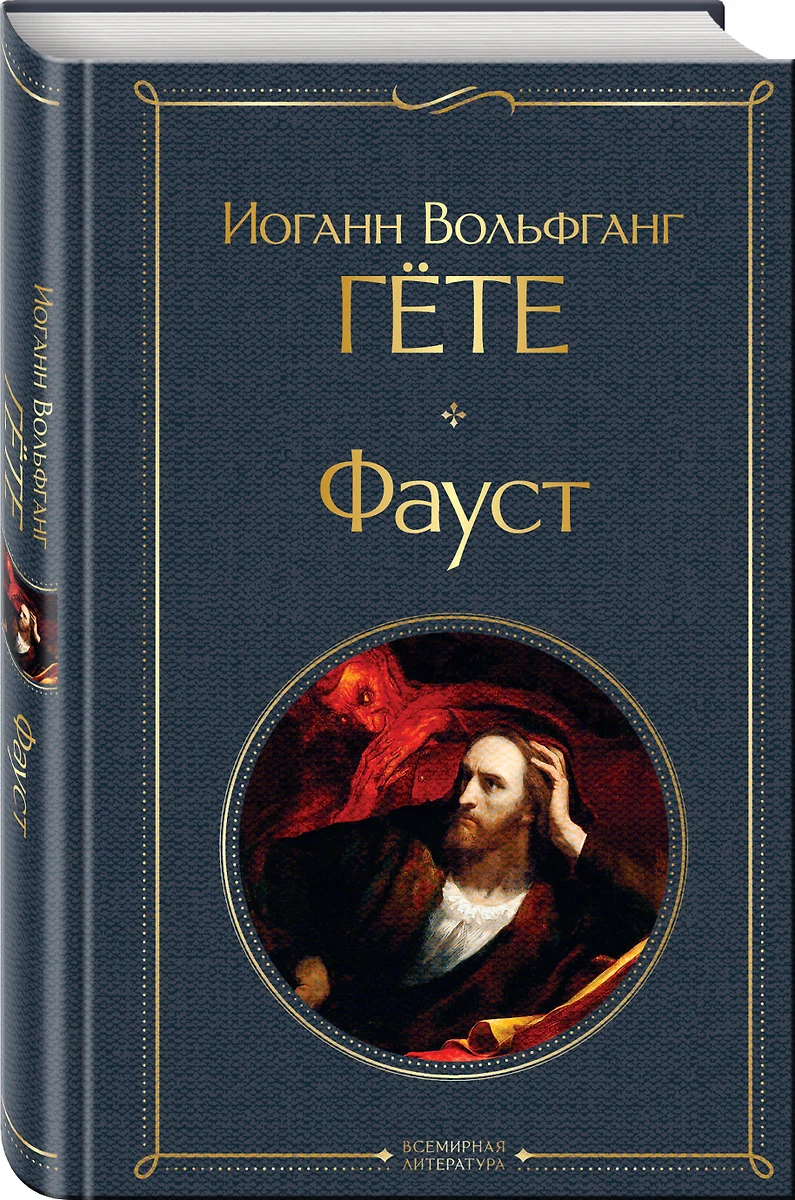 Иоганн Вольфганг
ГЁТЕ
Фауст
ВСЕМИРНАЯ
ЛИТЕРАТУРА
Иоганн Вольфганг
ГЁТЕ
Фауст